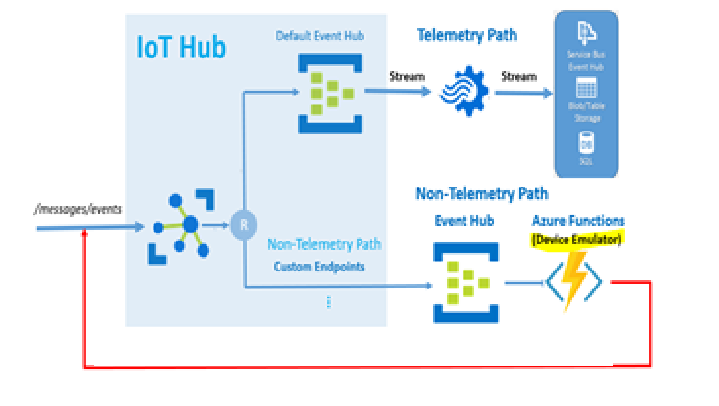 IoT Hub
Default Event Hub
Telemetry Path
Stream
Stream
Service Bus
Event Hub
Blob/Table
Storage
DB
SQL
/messages/events
R
Non-Telemetry Path
Custom Endpoints
Non-Telemetry Path
Event Hub
Azure Functions
(Device Emulator)